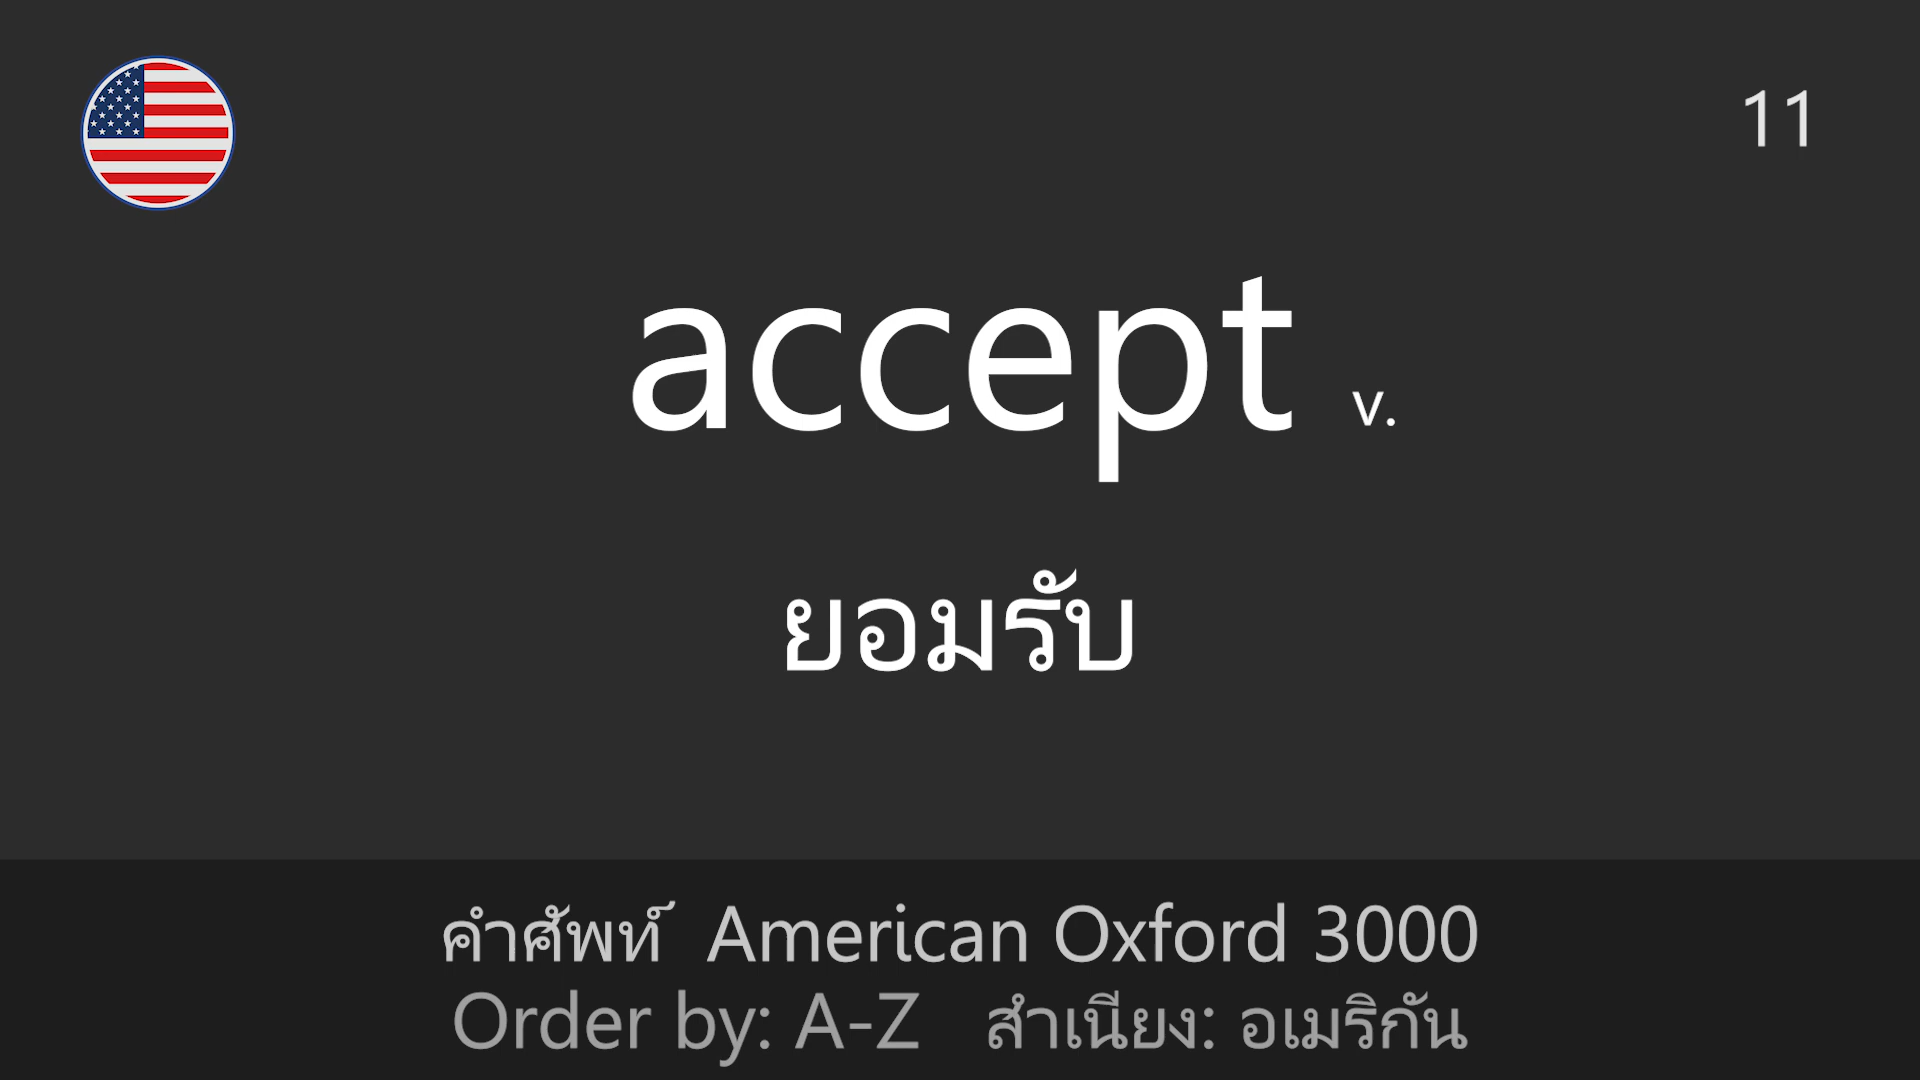 11
accept v.
ยอมรับ
คำศัพท์ American Oxford 3000
Order by: A-Z สำเนียง: อเมริกัน